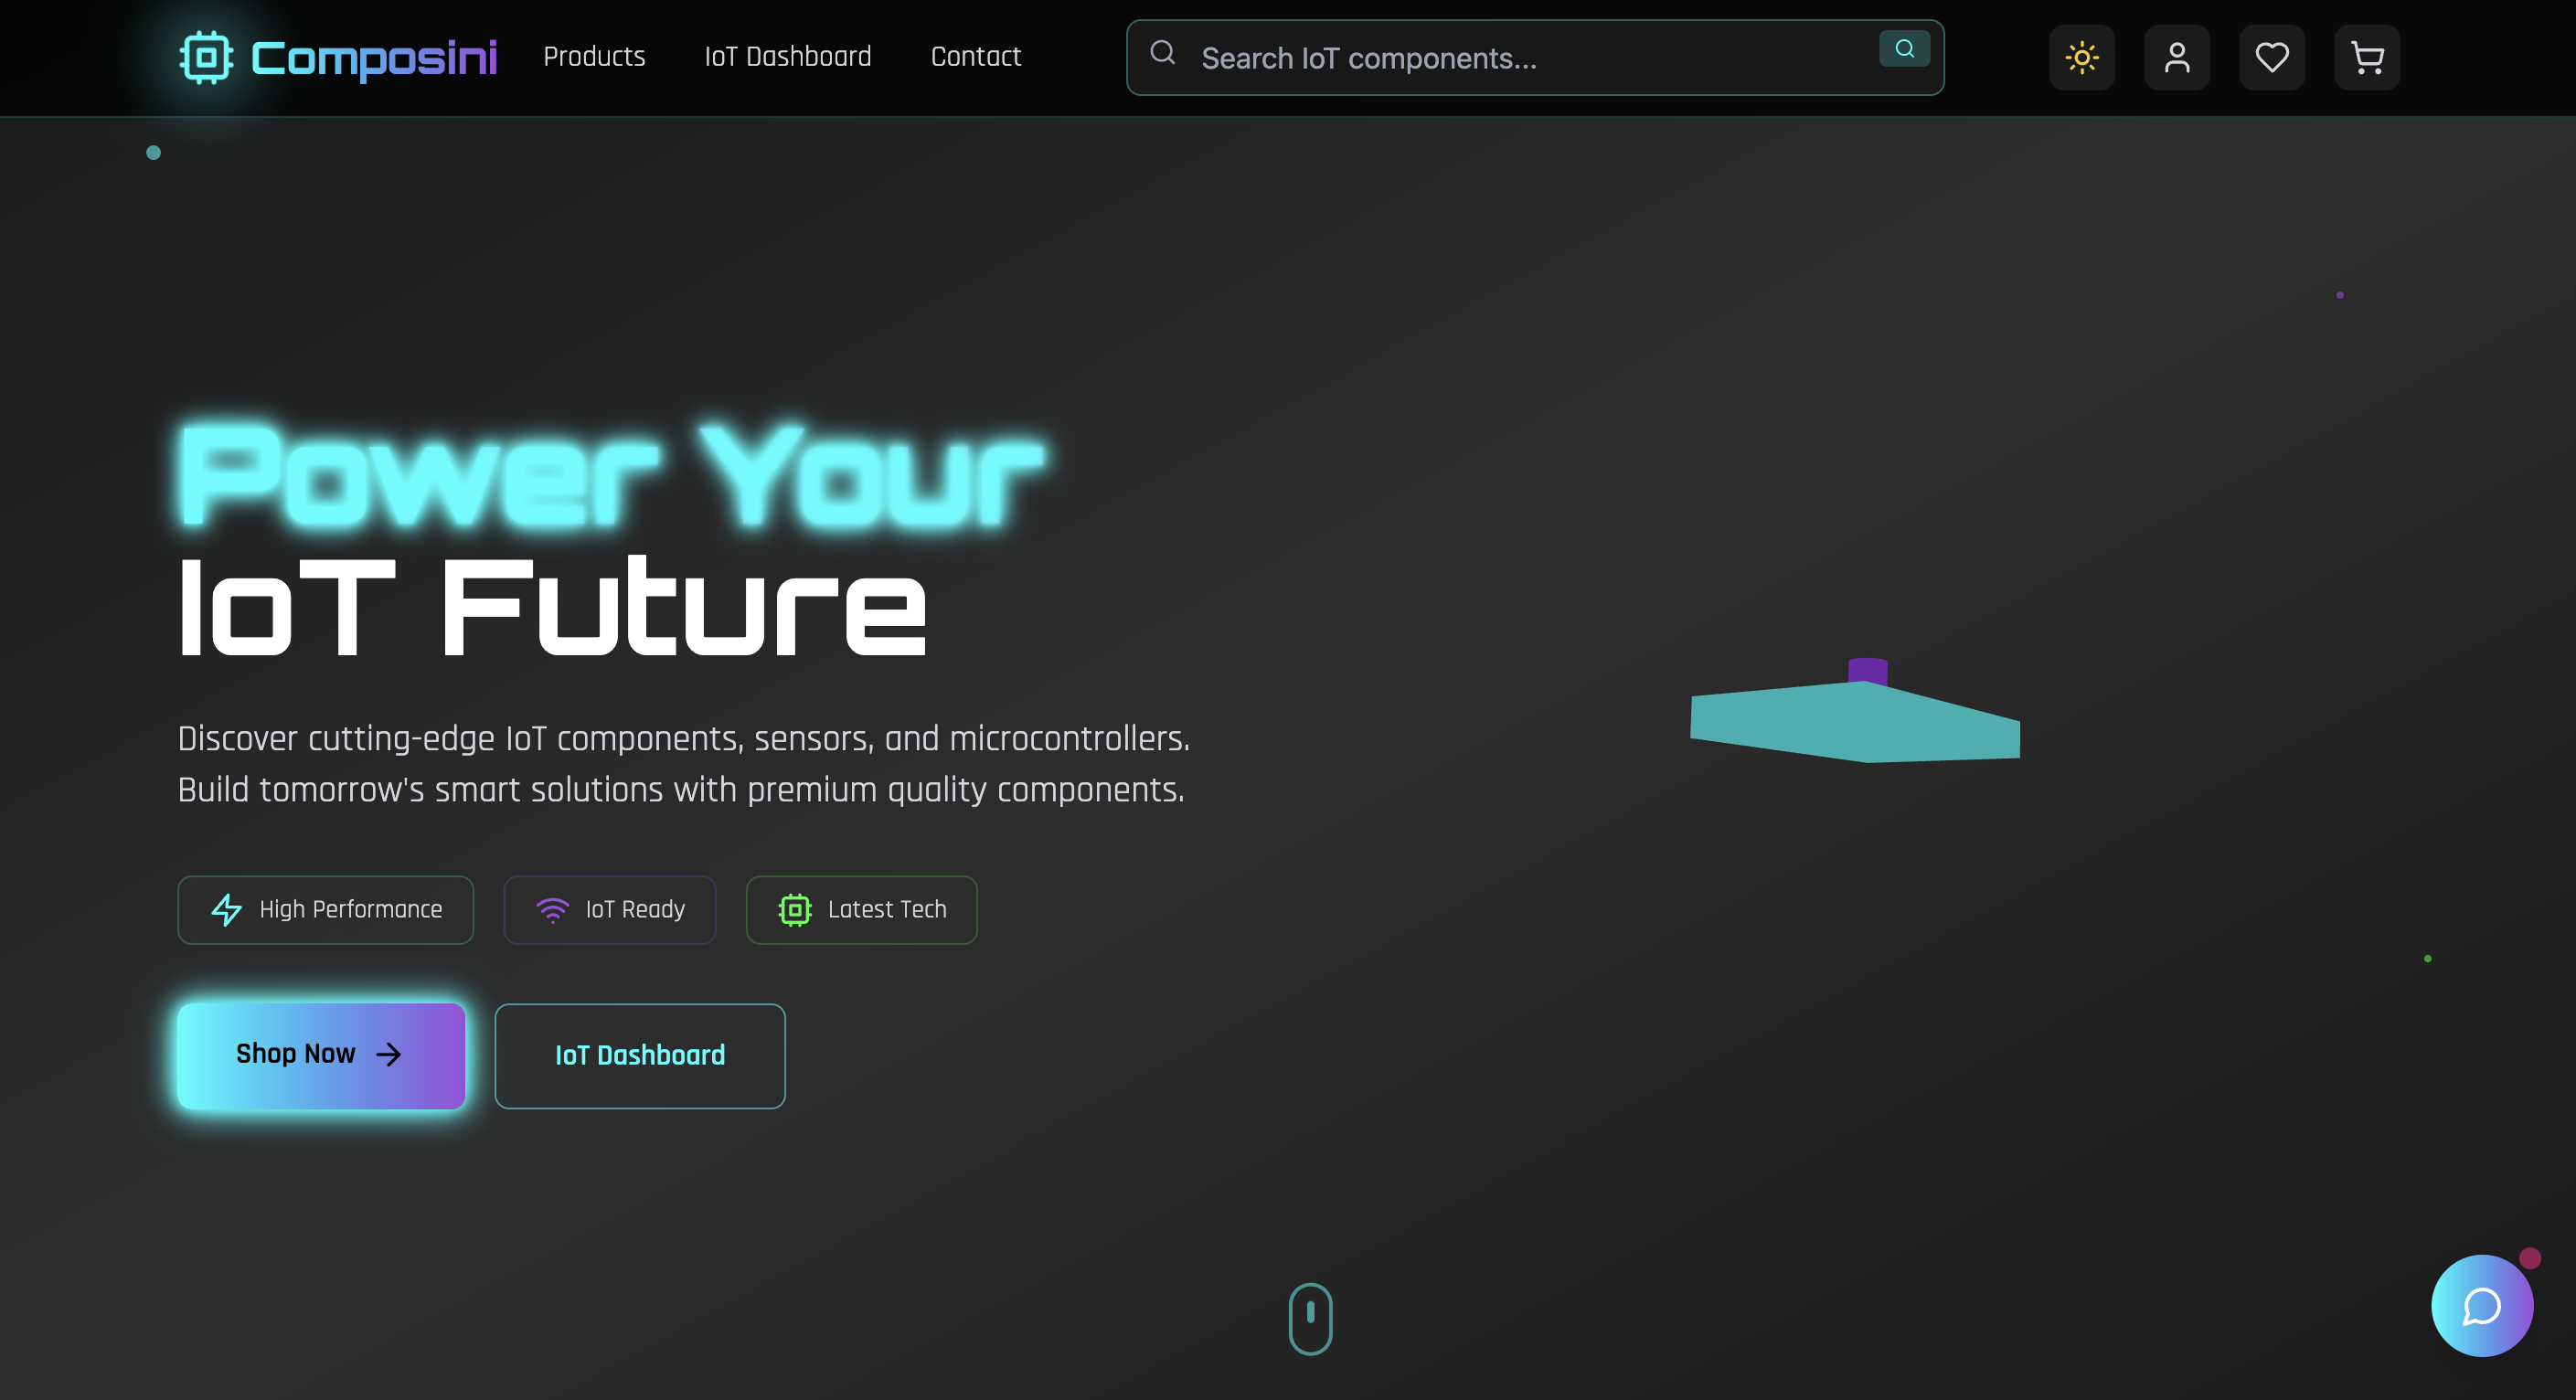 Composini
Products
IoT Dashboard
Contact
Search IoT components...
Power Your
IoT Future
Discover cutting-edge IoT components, sensors, and microcontrollers.
Build tomorrow's smart solutions with premium quality components.
High Performance
IoT Ready
Latest Tech
Shop Now
IoT Dashboard